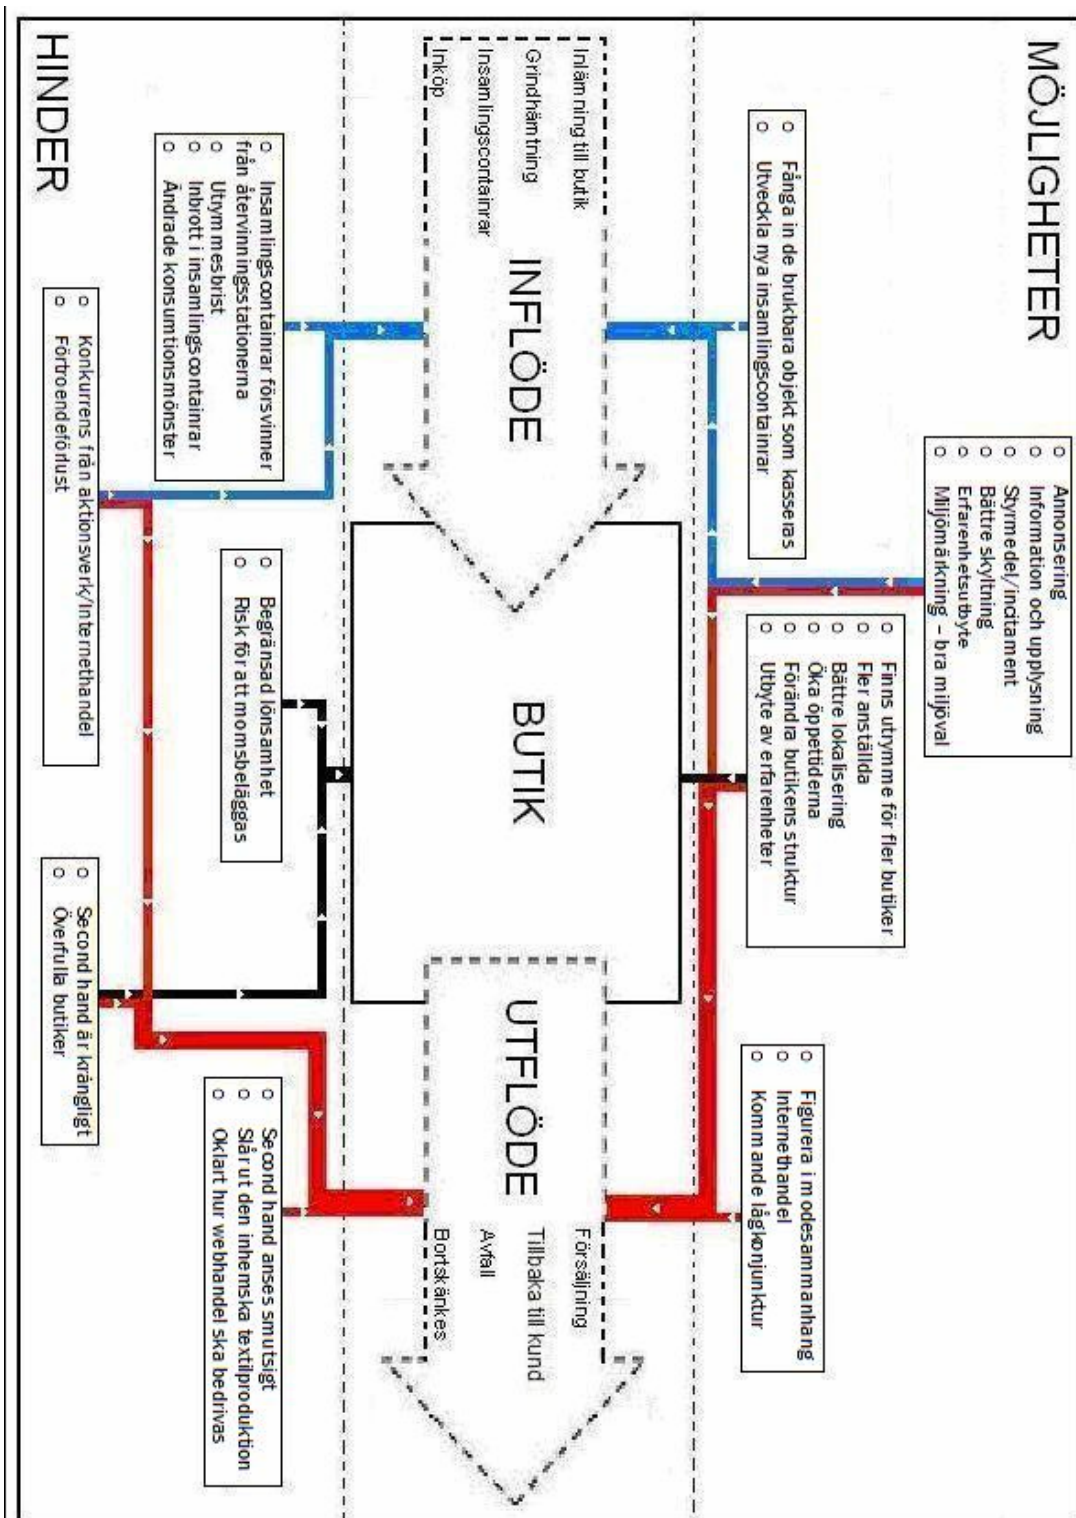 MÖJLIGHETER
○ Annonsering
○ Information och upplysning
○ Styrmedel/incitament
○ Bättre skyltning
○ Erfarenhetsutbyte
○ Miljömärkning – bra miljöval
○ Fånga in de brukbara objekt som kasseras
○ Utveckla nya insamlingscontainrar
○ Finns utrymme för fler butiker
○ Fler anställda
○ Bättre lokalisering
○ Öka öppettiderna
○ Förändra butikens struktur
○ Utbyte av erfarenheter
○ Figurera i modesammanhang
○ Internethandel
○ Kommande lågkonjunktur
Inlämning till butik
Grindhämtning
Insamlingscontainrar
Inköp
INFLÖDE
BUTIK
UTFLÖDE
Försäljning
Tillbaka till kund
Avfall
Bortskänkes
○ Insamlingscontainrar försvinner
från återvinningsstationerna
○ Utrymmesbrist
○ Inbrott i insamlingscontainrar
○ Ändrade konsumtionsmönster
○ Begränsad lönsamhet
○ Risk för att momsbeläggas
○ Second hand anses smutsigt
○ Slår ut den inhemska textilproduktion
○ Oklart hur webhandel ska bedrivas
○ Konkurrens från aktionsverk/Internethandel
○ Förtroendeförlust
○ Second hand är krångligt
○ Överfulla butiker
HINDER